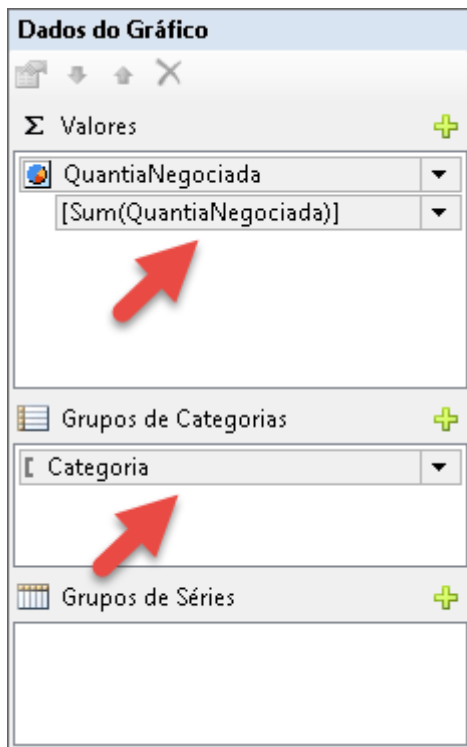 Dados do Gráfico
Σ Valores
QuantiaNegociada
[Sum(QuantiaNegociada)]
Grupos de Categorias
Categoria
Grupos de Séries